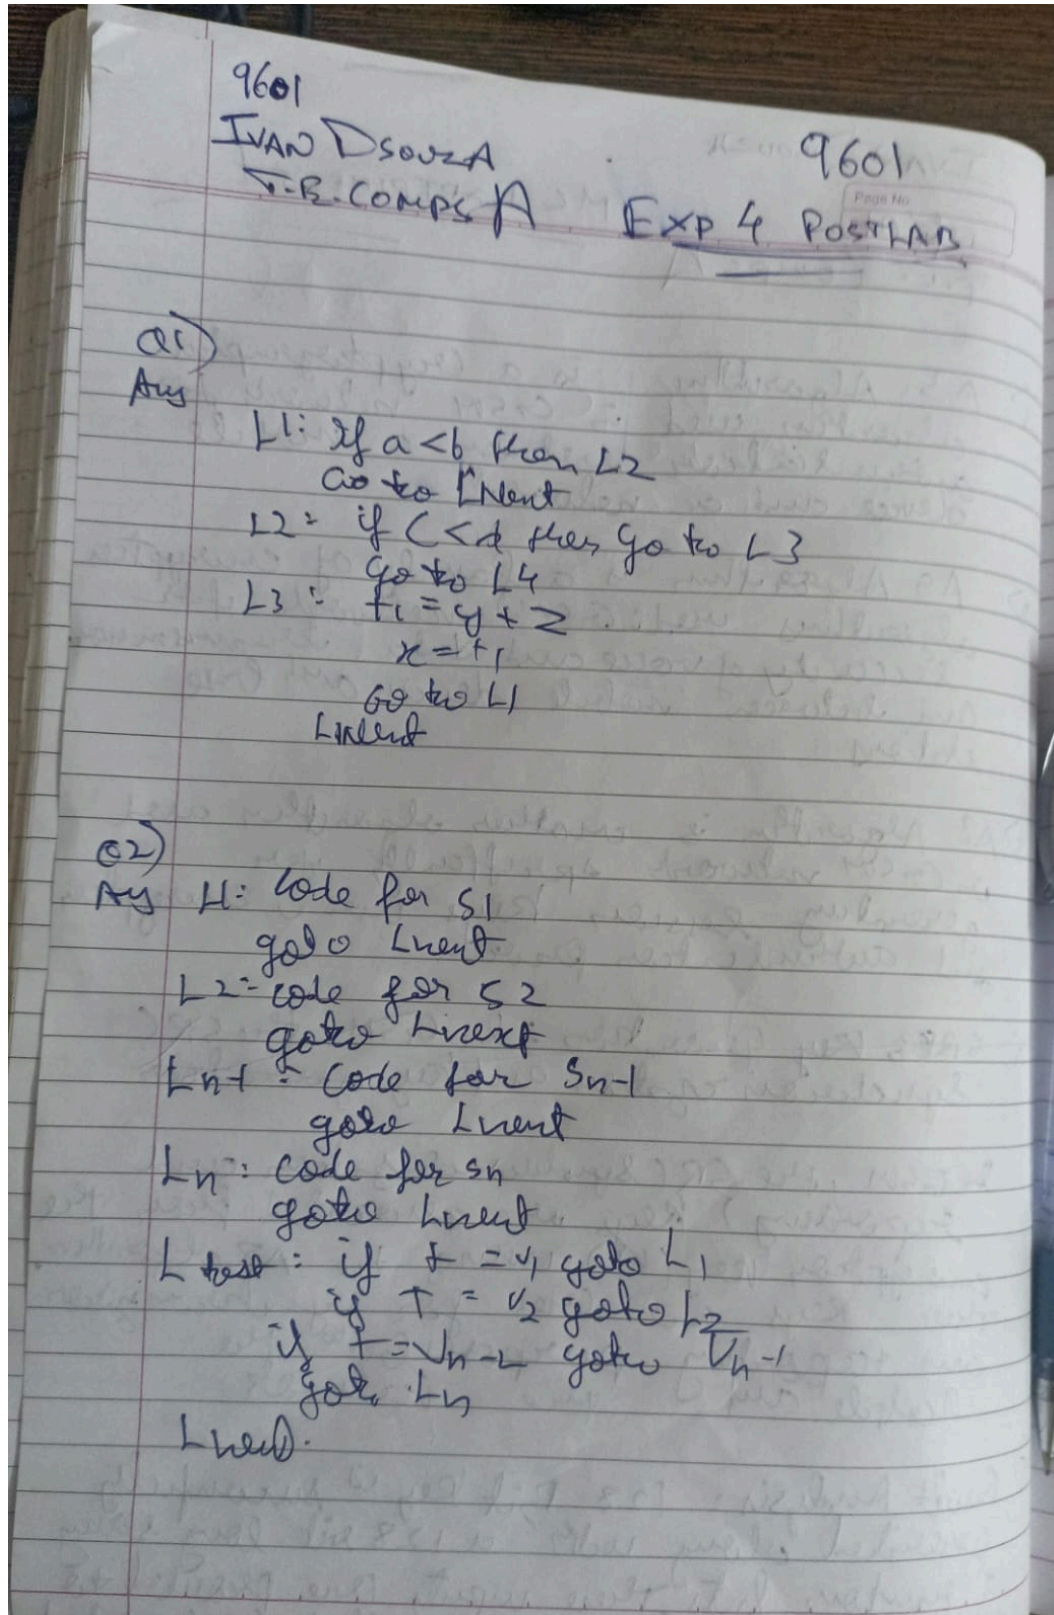 9601
IVAN DSOUZA
T.E. COMPS A
9601
Page No.
EXP 4 POSTLAB
Q1)
Ans
L1: If a < b then L2
Go to LNext
L2: if C < d then go to L3
go to L4
L3: t1 = y + z
x = t1
Go to L1
Lnext
Q2)
Ans L1: Code for S1
goto Lnext
L2: code for S2
goto Lnext
Ln-1: Code for Sn-1
goto Lnext
Ln: code for Sn
goto Lnext
L test: if t = V1 goto L1
if T = V2 goto L2
if t = Vn-1 goto Vn-1
goto Ln
Lnext.